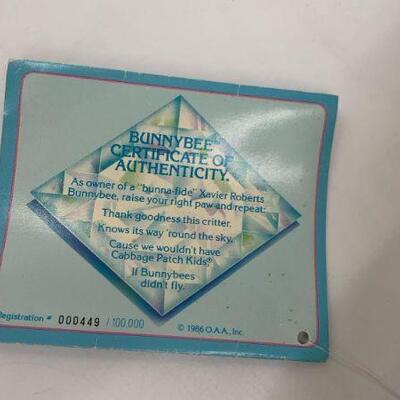 BUNNYBEE™
CERTIFICATE OF
AUTHENTICITY.
As owner of a "bunna-fide" Xavier Roberts
Bunnybee, raise your right paw and repeat:
Thank goodness this critter.
Knows its way 'round the sky,
Cause we wouldn't have
Cabbage Patch Kids®
If Bunnybees
didn't fly.
Registration # 000449 / 100,000
© 1986 O.A.A., Inc.